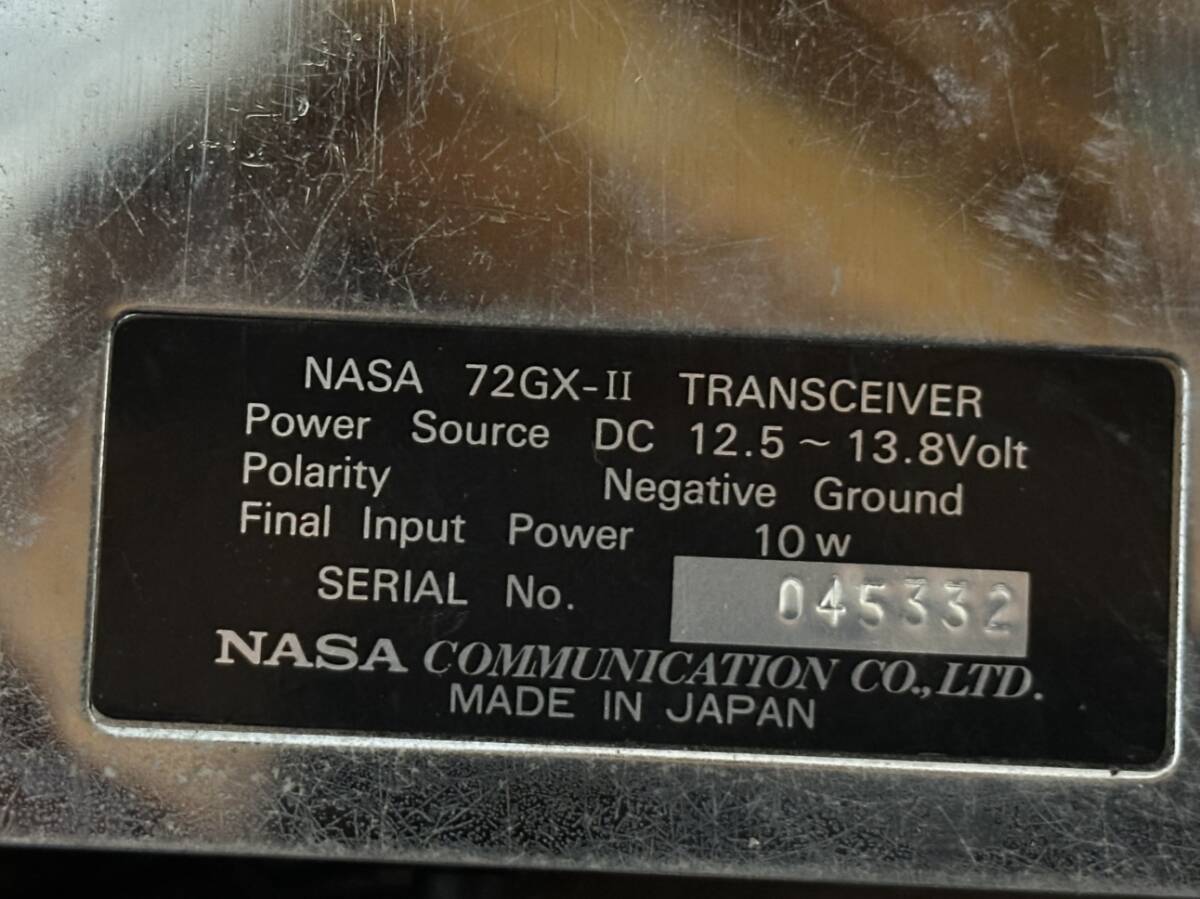 NASA 72GX-II TRANSCEIVER
Power Source DC 12.5 ~ 13.8Volt
Polarity Negative Ground
Final Input Power 10w
SERIAL No. 045332
NASA COMMUNICATION CO., LTD.
MADE IN JAPAN